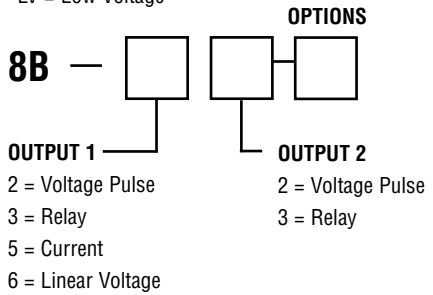 LV = Low Voltage
OPTIONS
8B —
OUTPUT 1
2 = Voltage Pulse
3 = Relay
5 = Current
6 = Linear Voltage
OUTPUT 2
2 = Voltage Pulse
3 = Relay